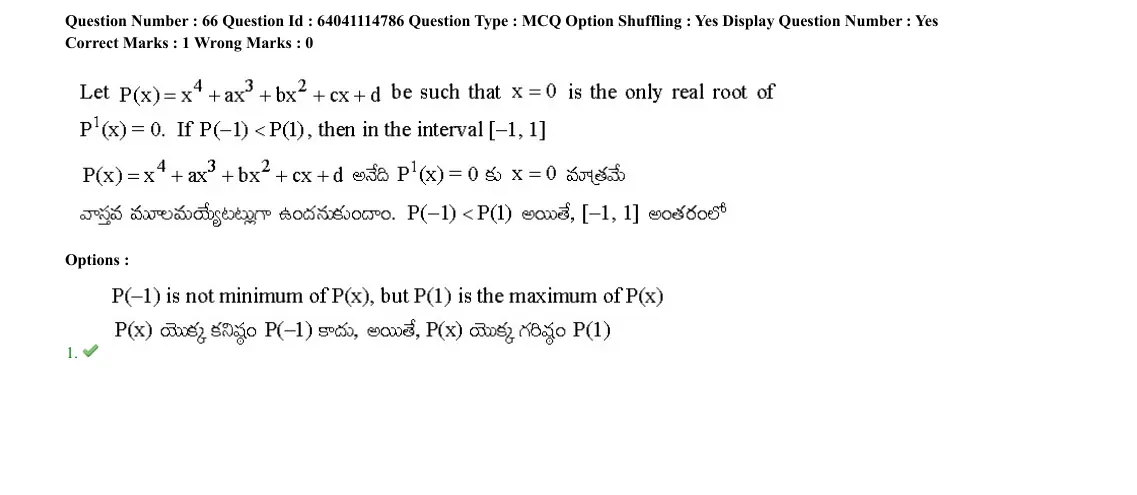 Question Number : 66 Question Id : 64041114786 Question Type : MCQ Option Shuffling : Yes Display Question Number : Yes
Correct Marks : 1 Wrong Marks : 0
Let P(x) = x⁴ + ax³ + bx² + cx + d be such that x = 0 is the only real root of
P¹(x) = 0. If P(−1) < P(1), then in the interval [−1, 1]
P(x) = x⁴ + ax³ + bx² + cx + d అనేది P¹(x) = 0 కు x = 0 మాత్రమే
వాస్తవ మూలమయ్యేటట్లుగా ఉందనుకుందాం. P(−1) < P(1) అయితే, [−1, 1] అంతరంలో
Options :
P(−1) is not minimum of P(x), but P(1) is the maximum of P(x)
P(x) యొక్క కనిష్ఠం P(−1) కాదు, అయితే, P(x) యొక్క గరిష్ఠం P(1)
1. ✔